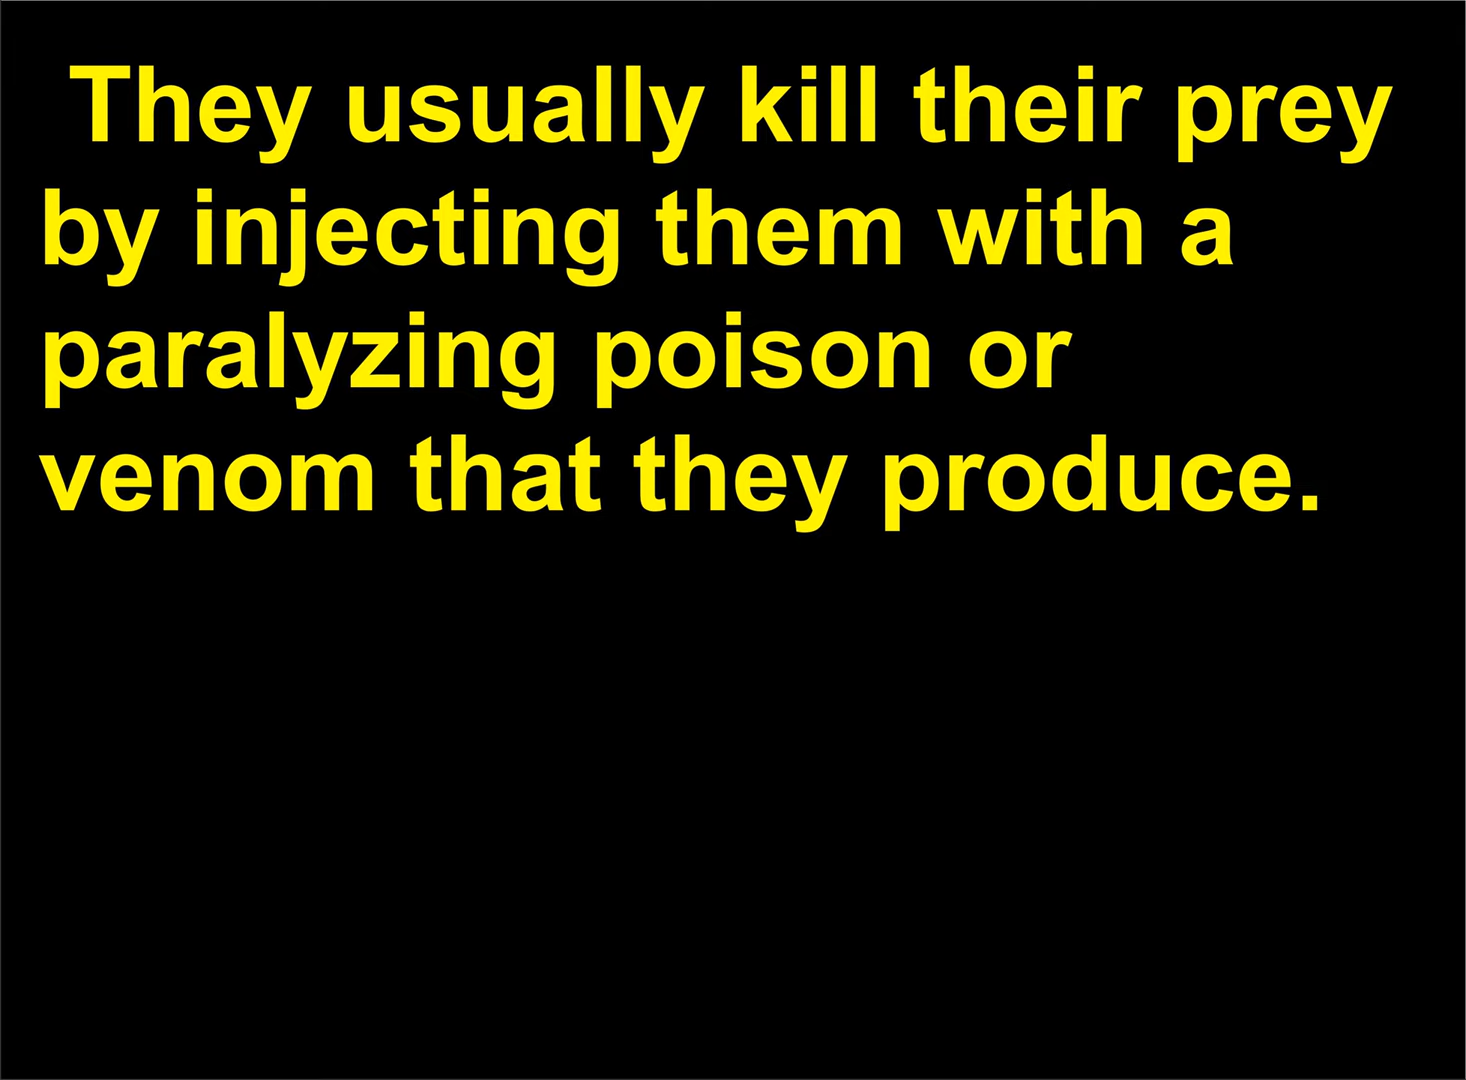 They usually kill their prey
by injecting them with a
paralyzing poison or
venom that they produce.